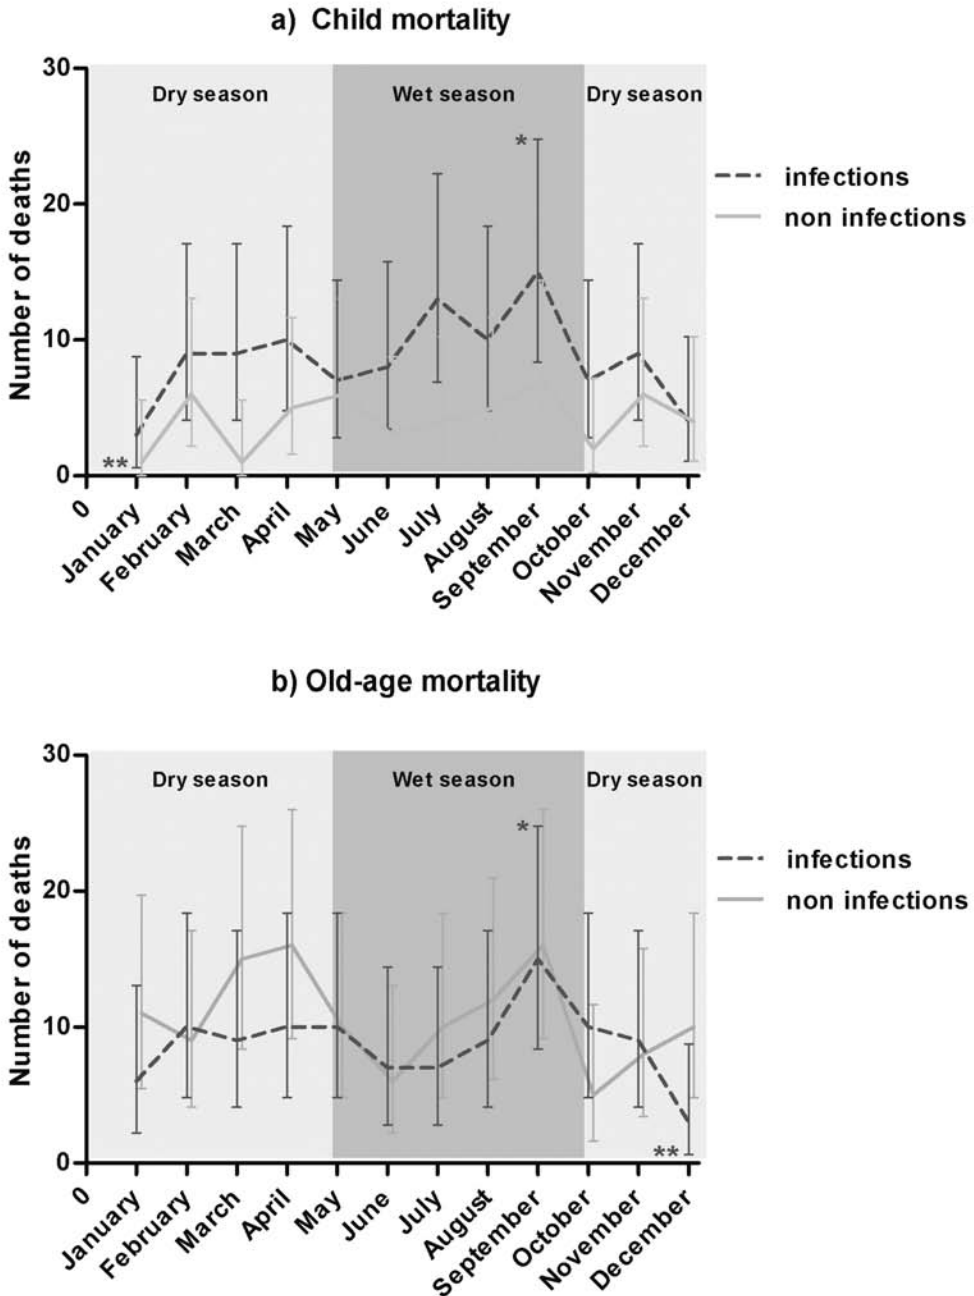 a) Child mortality
30
Dry season
Wet season
Dry season
*
20
Number of deaths
10
**
0
0
January
February
March
April
May
June
July
August
September
October
November
December
infections
non infections
b) Old-age mortality
30
Dry season
Wet season
Dry season
*
20
Number of deaths
10
**
0
0
January
February
March
April
May
June
July
August
September
October
November
December
infections
non infections